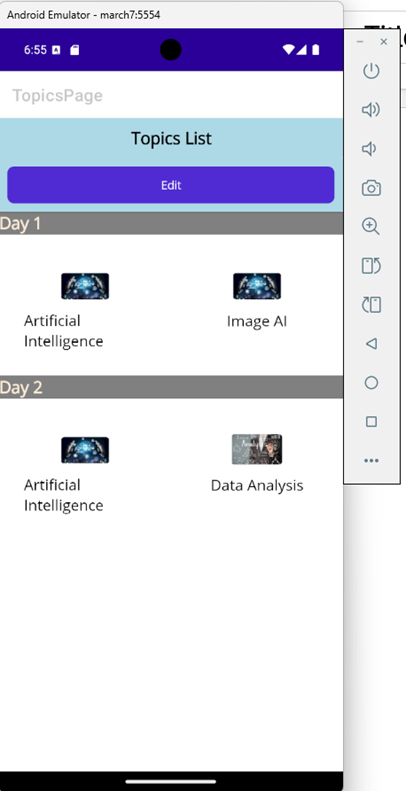 Android Emulator - march7:5554
6:55
TopicsPage
Topics List
Edit
Day 1
Artificial
Intelligence
Image AI
Day 2
Artificial
Intelligence
Data Analysis